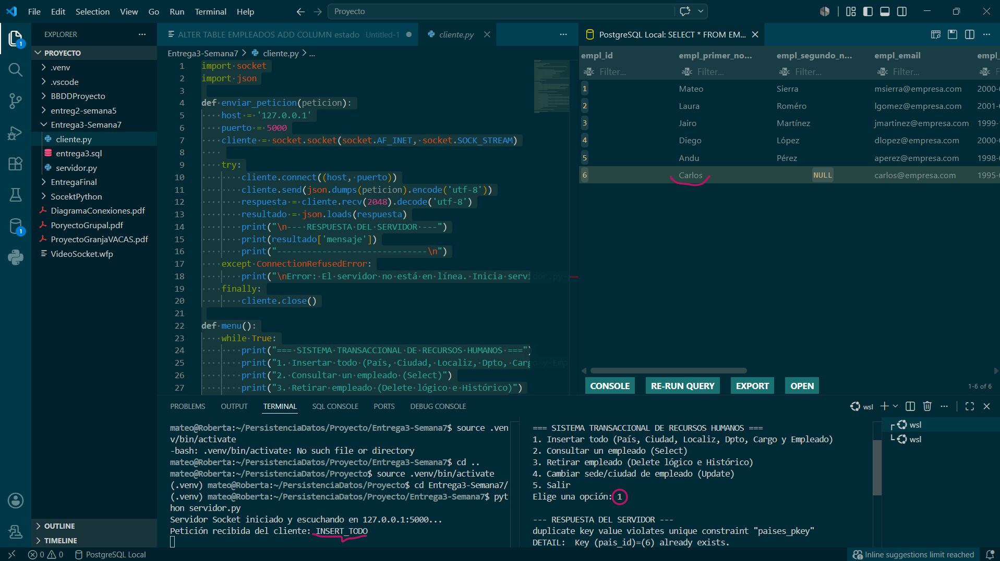 File Edit Selection View Go Run Terminal Help
Proyecto
EXPLORER
PROYECTO
.venv
.vscode
BBDDProyecto
entreg2-semana5
Entrega3-Semana7
cliente.py
entrega3.sql
servidor.py
EntregaFinal
SocektPython
DiagramaConexiones.pdf
PoryectoGrupal.pdf
ProyectoGranjaVACAS.pdf
VideoSocket.wfp
OUTLINE
TIMELINE
ALTER TABLE EMPLEADOS ADD COLUMN estado Untitled-1
cliente.py
Entrega3-Semana7 > cliente.py > ...
1 import socket
2 import json
3
4 def enviar_peticion(peticion):
5 host = '127.0.0.1'
6 puerto = 5000
7 cliente = socket.socket(socket.AF_INET, socket.SOCK_STREAM)
8
9 try:
10 cliente.connect((host, puerto))
11 cliente.send(json.dumps(peticion).encode('utf-8'))
12 respuesta = cliente.recv(2048).decode('utf-8')
13 resultado = json.loads(respuesta)
14 print("\n--- RESPUESTA DEL SERVIDOR ---")
15 print(resultado['mensaje'])
16 print("------------------------------\n")
17 except ConnectionRefusedError:
18 print("\nError: El servidor no está en línea. Inicia servidor.py
19 finally:
20 cliente.close()
21
22 def menu():
23 while True:
24 print("=== SISTEMA TRANSACCIONAL DE RECURSOS HUMANOS ===")
25 print("1. Insertar todo (País, Ciudad, Localiz, Dpto, Cargo y Emp
26 print("2. Consultar un empleado (Select)")
27 print("3. Retirar empleado (Delete lógico e Histórico)")
PostgreSQL Local: SELECT * FROM EM...
empl_id empl_primer_no... empl_segundo_n... empl_email empl_
Filter... Filter... Filter... Filter... F
1 Mateo Sierra msierra@empresa.com 2000-
2 Laura Roméro lgomez@empresa.com 2001-
3 Jairo Martínez jmartinez@empresa.com 1999-
4 Diego López dlopez@empresa.com 2000-
5 Andu Pérez aperez@empresa.com 1998-
6 Carlos NULL carlos@empresa.com 1995-
CONSOLE RE-RUN QUERY EXPORT OPEN 1-6 of 6
PROBLEMS OUTPUT TERMINAL SQL CONSOLE PORTS DEBUG CONSOLE
wsl
mateo@Roberta:~/PersistenciaDatos/Proyecto/Entrega3-Semana7$ source .ven
v/bin/activate
-bash: .venv/bin/activate: No such file or directory
mateo@Roberta:~/PersistenciaDatos/Proyecto/Entrega3-Semana7$ cd ..
mateo@Roberta:~/PersistenciaDatos/Proyecto$ source .venv/bin/activate
(.venv) mateo@Roberta:~/PersistenciaDatos/Proyecto$ cd Entrega3-Semana7/
(.venv) mateo@Roberta:~/PersistenciaDatos/Proyecto/Entrega3-Semana7$ pyt
hon servidor.py
Servidor Socket iniciado y escuchando en 127.0.0.1:5000...
Petición recibida del cliente: INSERT_TODO
=== SISTEMA TRANSACCIONAL DE RECURSOS HUMANOS ===
1. Insertar todo (País, Ciudad, Localiz, Dpto, Cargo y Empleado)
2. Consultar un empleado (Select)
3. Retirar empleado (Delete lógico e Histórico)
4. Cambiar sede/ciudad de empleado (Update)
5. Salir
Elige una opción: 1
--- RESPUESTA DEL SERVIDOR ---
duplicate key value violates unique constraint "paises_pkey"
DETAIL: Key (pais_id)=(6) already exists.
wsl
wsl
0 0 PostgreSQL Local
Inline suggestions limit reached